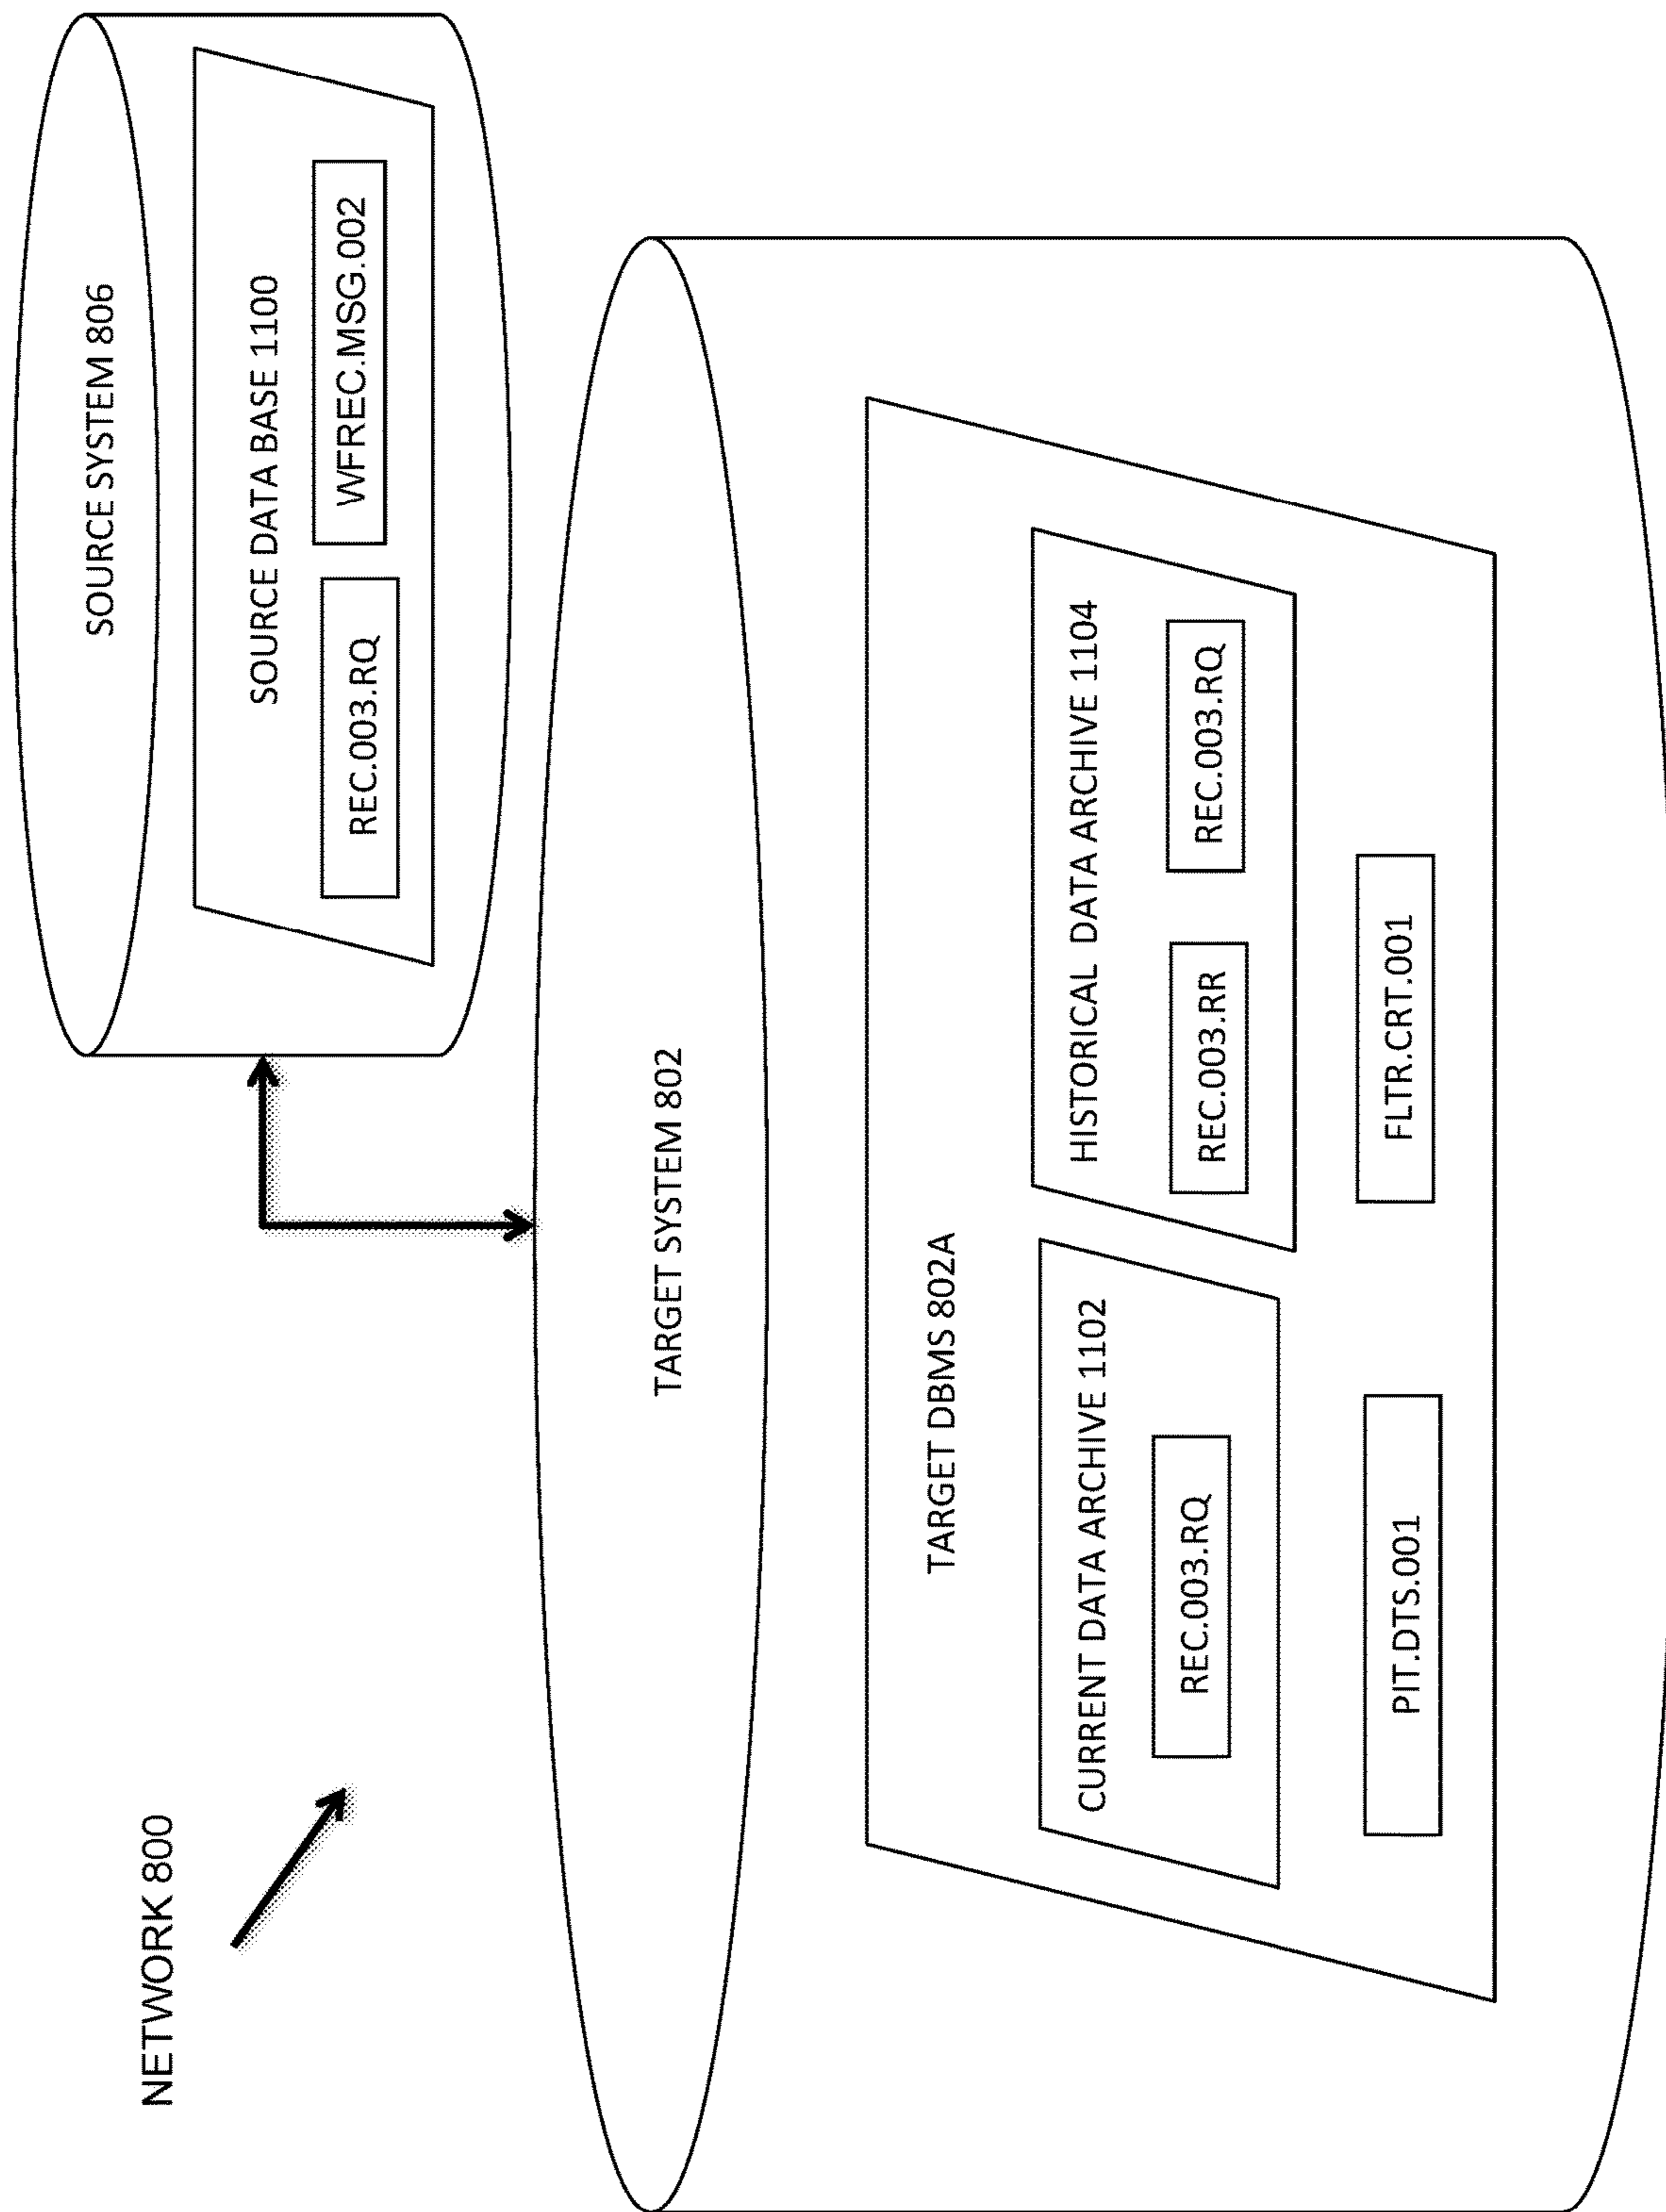 NETWORK 800
SOURCE SYSTEM 806
SOURCE DATA BASE 1100
REC.003.RQ
WFREC.MSG.002
TARGET SYSTEM 802
TARGET DBMS 802A
CURRENT DATA ARCHIVE 1102
REC.003.RQ
HISTORICAL DATA ARCHIVE 1104
REC.003.RR
REC.003.RQ
PIT.DTS.001
FLTR.CRT.001